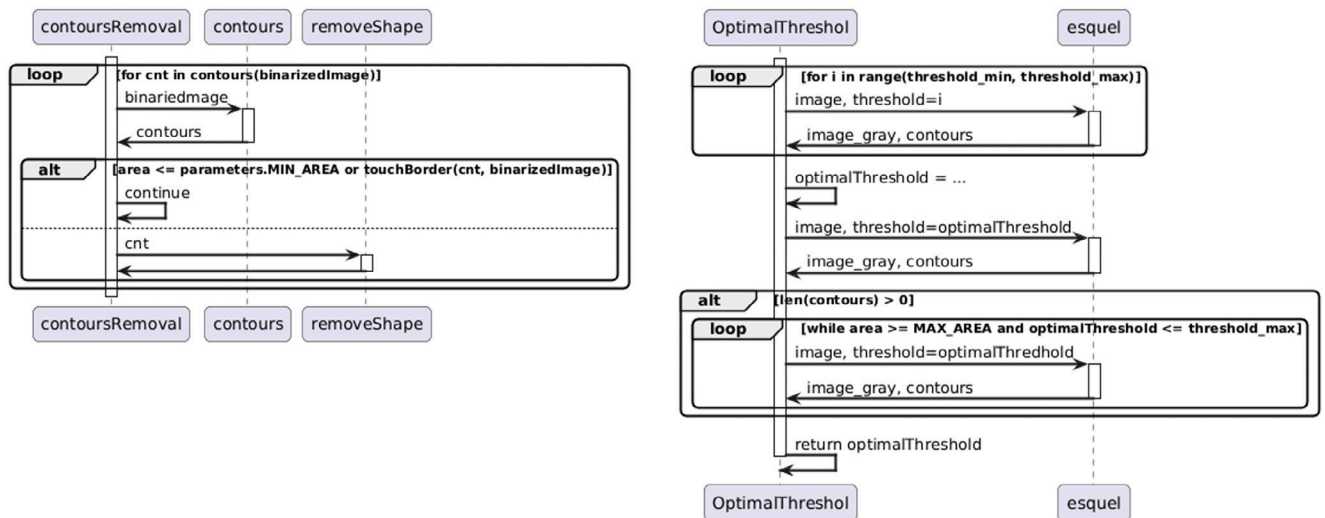 contoursRemoval contours removeShape
loop [for cnt in contours(binarizedImage)]
binariedmage
contours
alt [area <= parameters.MIN_AREA or touchBorder(cnt, binarizedImage)]
continue
cnt
contoursRemoval contours removeShape
OptimalThreshol esquel
loop [for i in range(threshold_min, threshold_max)]
image, threshold=i
image_gray, contours
optimalThreshold = ...
image, threshold=optimalThreshold
image_gray, contours
alt [len(contours) > 0]
loop [while area >= MAX_AREA and optimalThreshold <= threshold_max]
image, threshold=optimalThredhold
image_gray, contours
return optimalThreshold
OptimalThreshol esquel